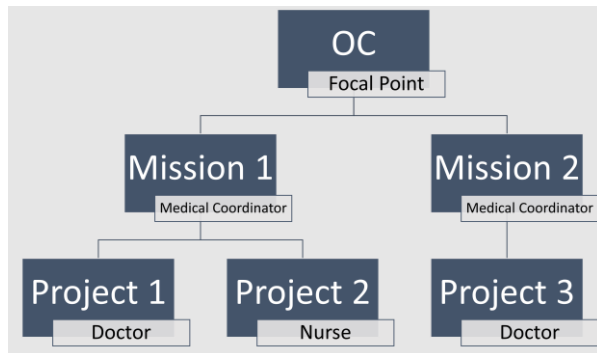 OC
Focal Point
Mission 1
Medical Coordinator
Mission 2
Medical Coordinator
Project 1
Doctor
Project 2
Nurse
Project 3
Doctor